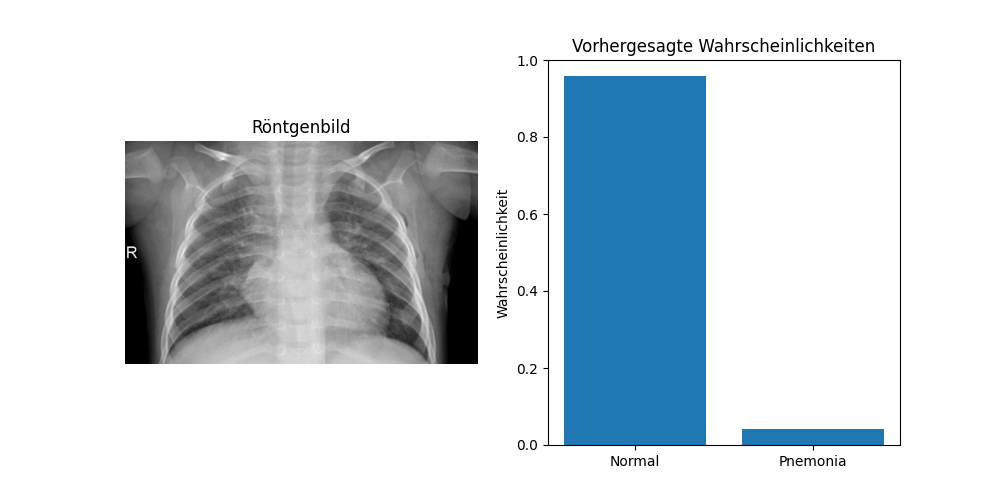 Röntgenbild
R
Vorhergesagte Wahrscheinlichkeiten
Wahrscheinlichkeit
1.0
0.8
0.6
0.4
0.2
0.0
Normal
Pnemonia